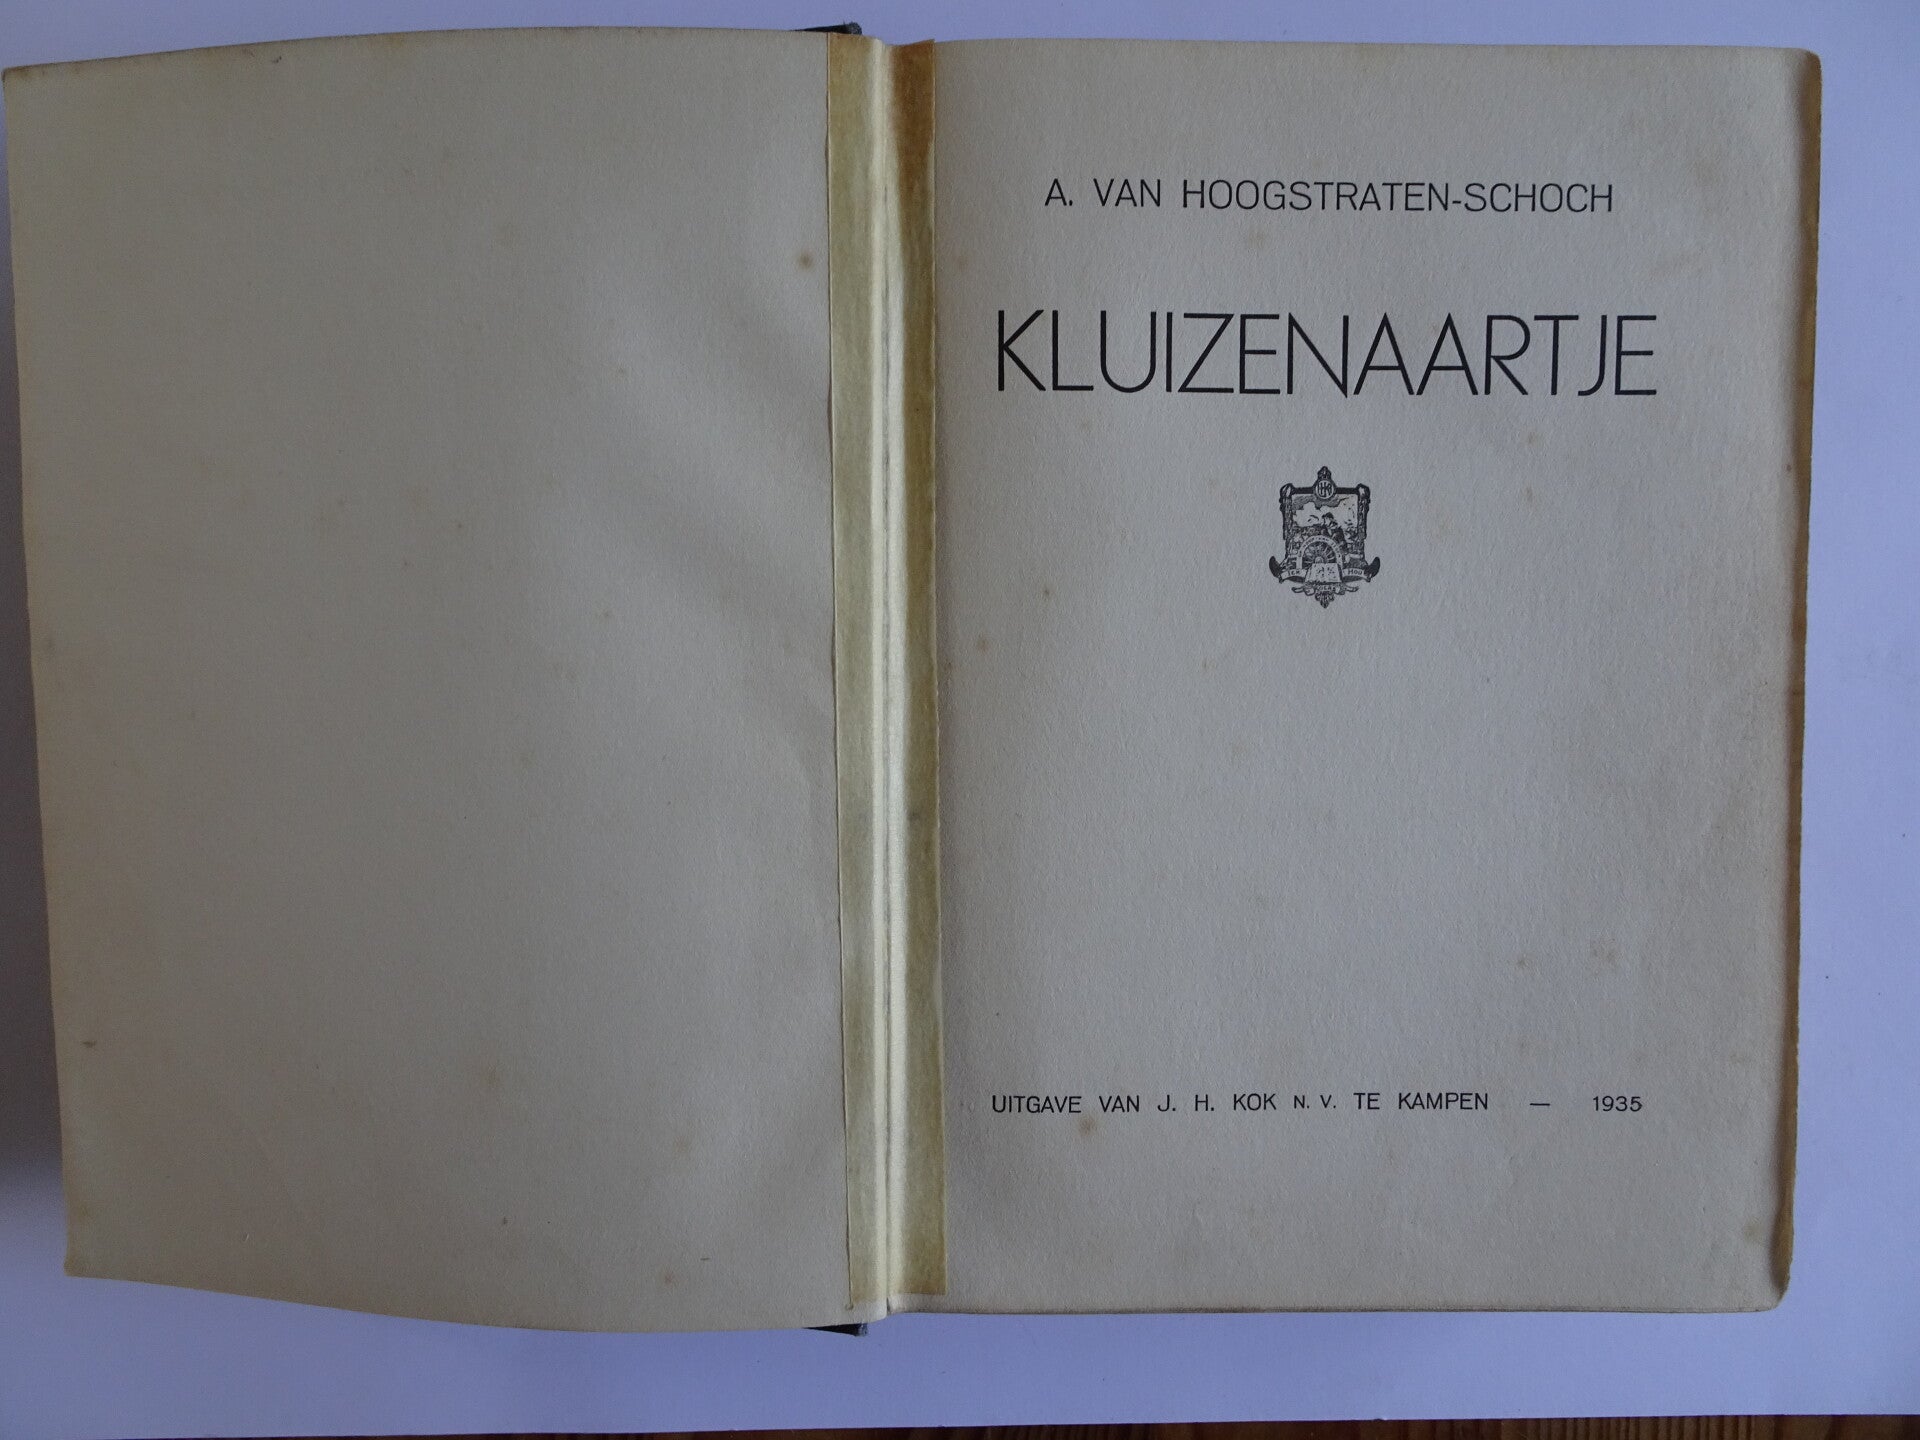 A. VAN HOOGSTRATEN-SCHOCH
KLUIZENAARTJE
UITGAVE VAN J. H. KOK N. V. TE KAMPEN — 1935